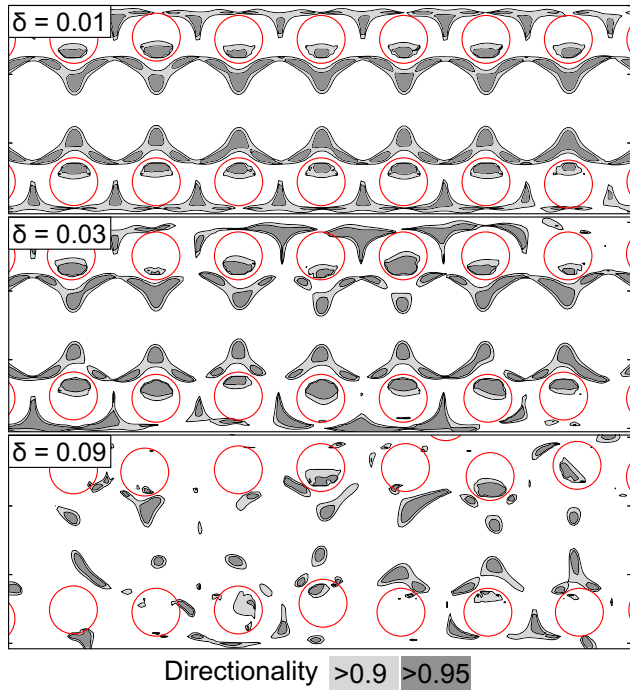 δ = 0.01
δ = 0.03
δ = 0.09
Directionality >0.9 >0.95